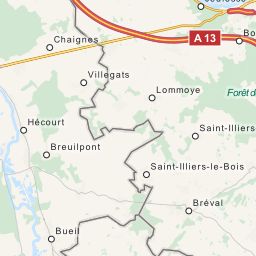 A 13
Chaignes
Villegats
Lommoye
Forêt d
Hécourt
Saint-Illiers
Breuilpont
Saint-Illiers-le-Bois
Bréval
Bueil